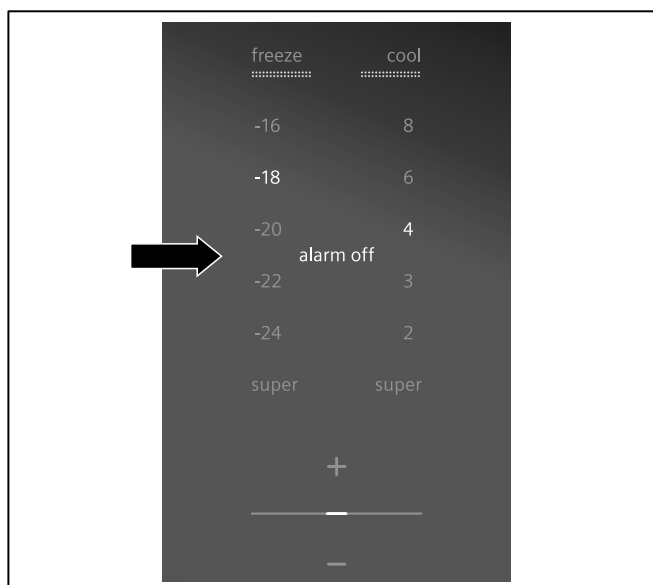 freeze cool
-16 8
-18 6
-20 4
alarm off
-22 3
-24 2
super super
+
−